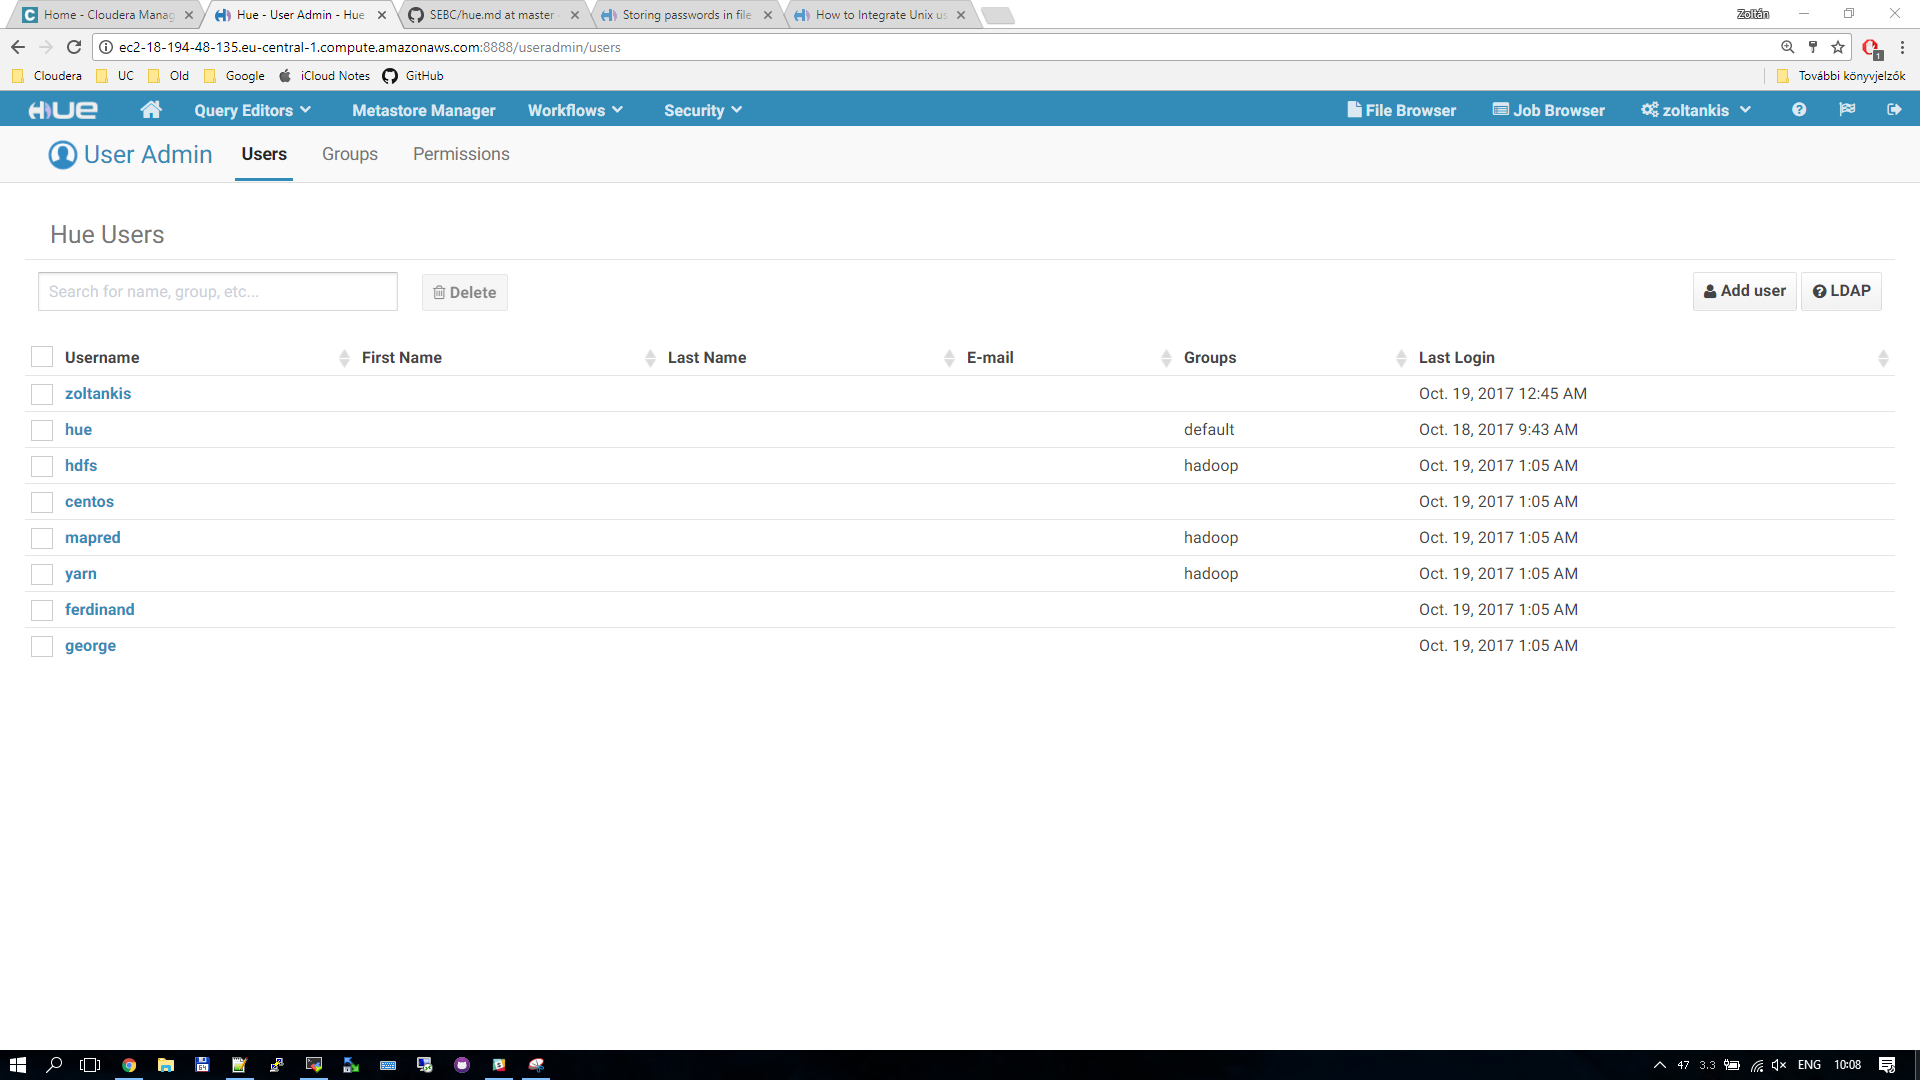 Home - Cloudera Manag
Hue - User Admin - Hue
SEBC/hue.md at master
Storing passwords in file
How to Integrate Unix us
Zoltán
ec2-18-194-48-135.eu-central-1.compute.amazonaws.com:8888/useradmin/users
1
Cloudera UC Old Google iCloud Notes GitHub További könyvjelzők
HUE Query Editors Metastore Manager Workflows Security File Browser Job Browser zoltankis
User Admin Users Groups Permissions
Hue Users
Search for name, group, etc... Delete Add user LDAP
Username First Name Last Name E-mail Groups Last Login
zoltankis Oct. 19, 2017 12:45 AM
hue default Oct. 18, 2017 9:43 AM
hdfs hadoop Oct. 19, 2017 1:05 AM
centos Oct. 19, 2017 1:05 AM
mapred hadoop Oct. 19, 2017 1:05 AM
yarn hadoop Oct. 19, 2017 1:05 AM
ferdinand Oct. 19, 2017 1:05 AM
george Oct. 19, 2017 1:05 AM
64 47 3.3 ENG 10:08